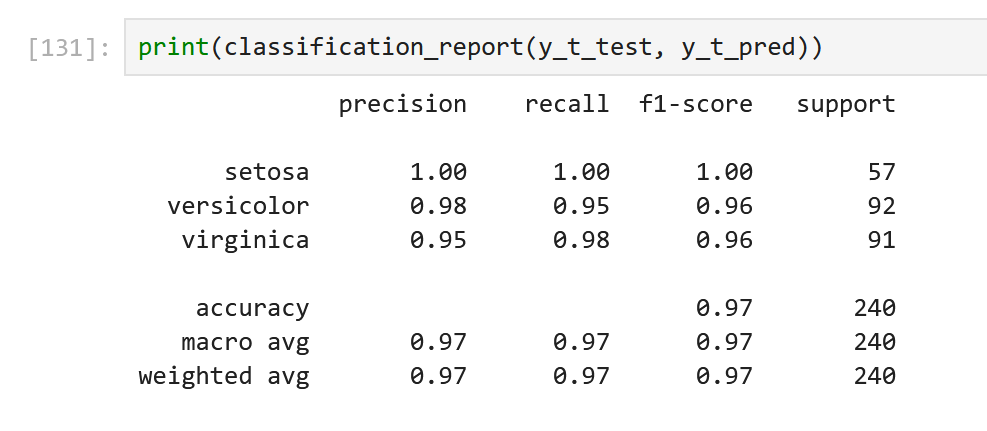 [131]: print(classification_report(y_t_test, y_t_pred))
precision recall f1-score support
setosa 1.00 1.00 1.00 57
versicolor 0.98 0.95 0.96 92
virginica 0.95 0.98 0.96 91
accuracy 0.97 240
macro avg 0.97 0.97 0.97 240
weighted avg 0.97 0.97 0.97 240